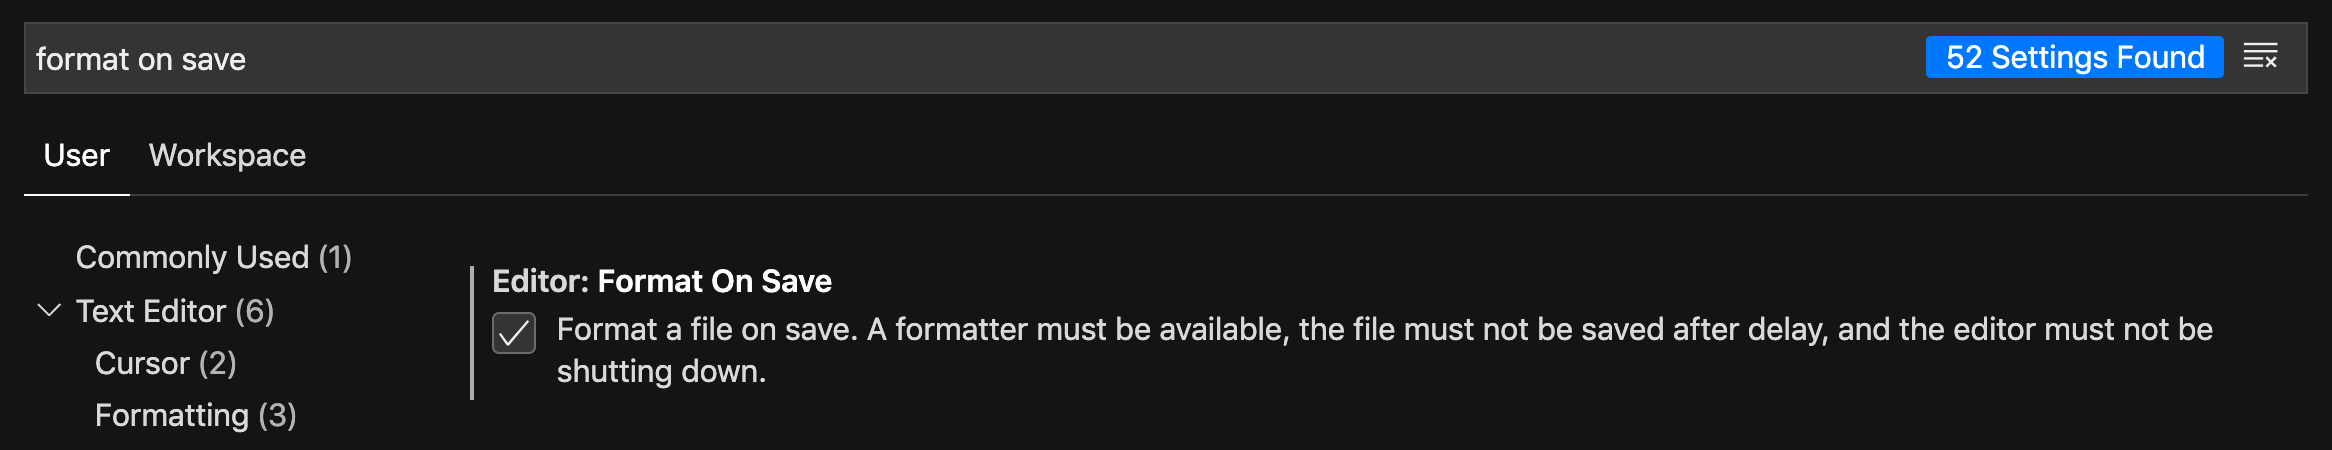 format on save
52 Settings Found
User
Workspace
Commonly Used (1)
Text Editor (6)
Cursor (2)
Formatting (3)
Editor: Format On Save
Format a file on save. A formatter must be available, the file must not be saved after delay, and the editor must not be
shutting down.